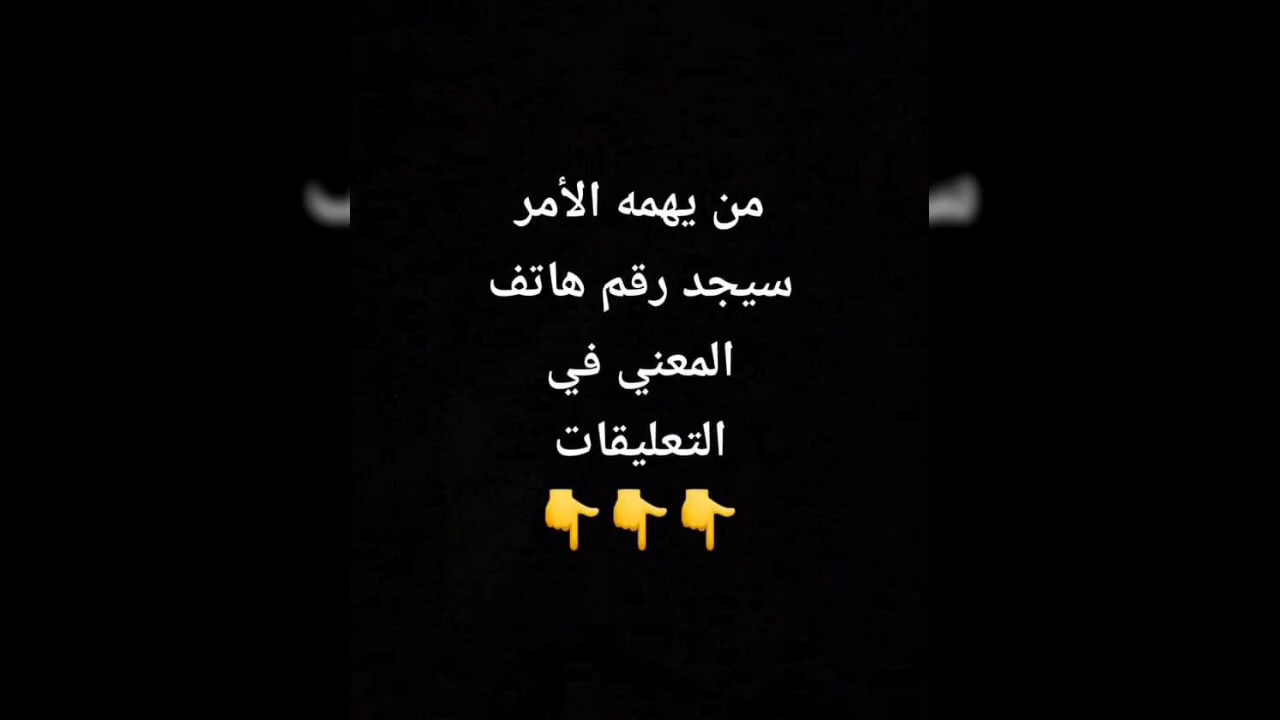 من يهمه الأمر
سيجد رقم هاتف
المعني في
التعليقات
👇👇👇